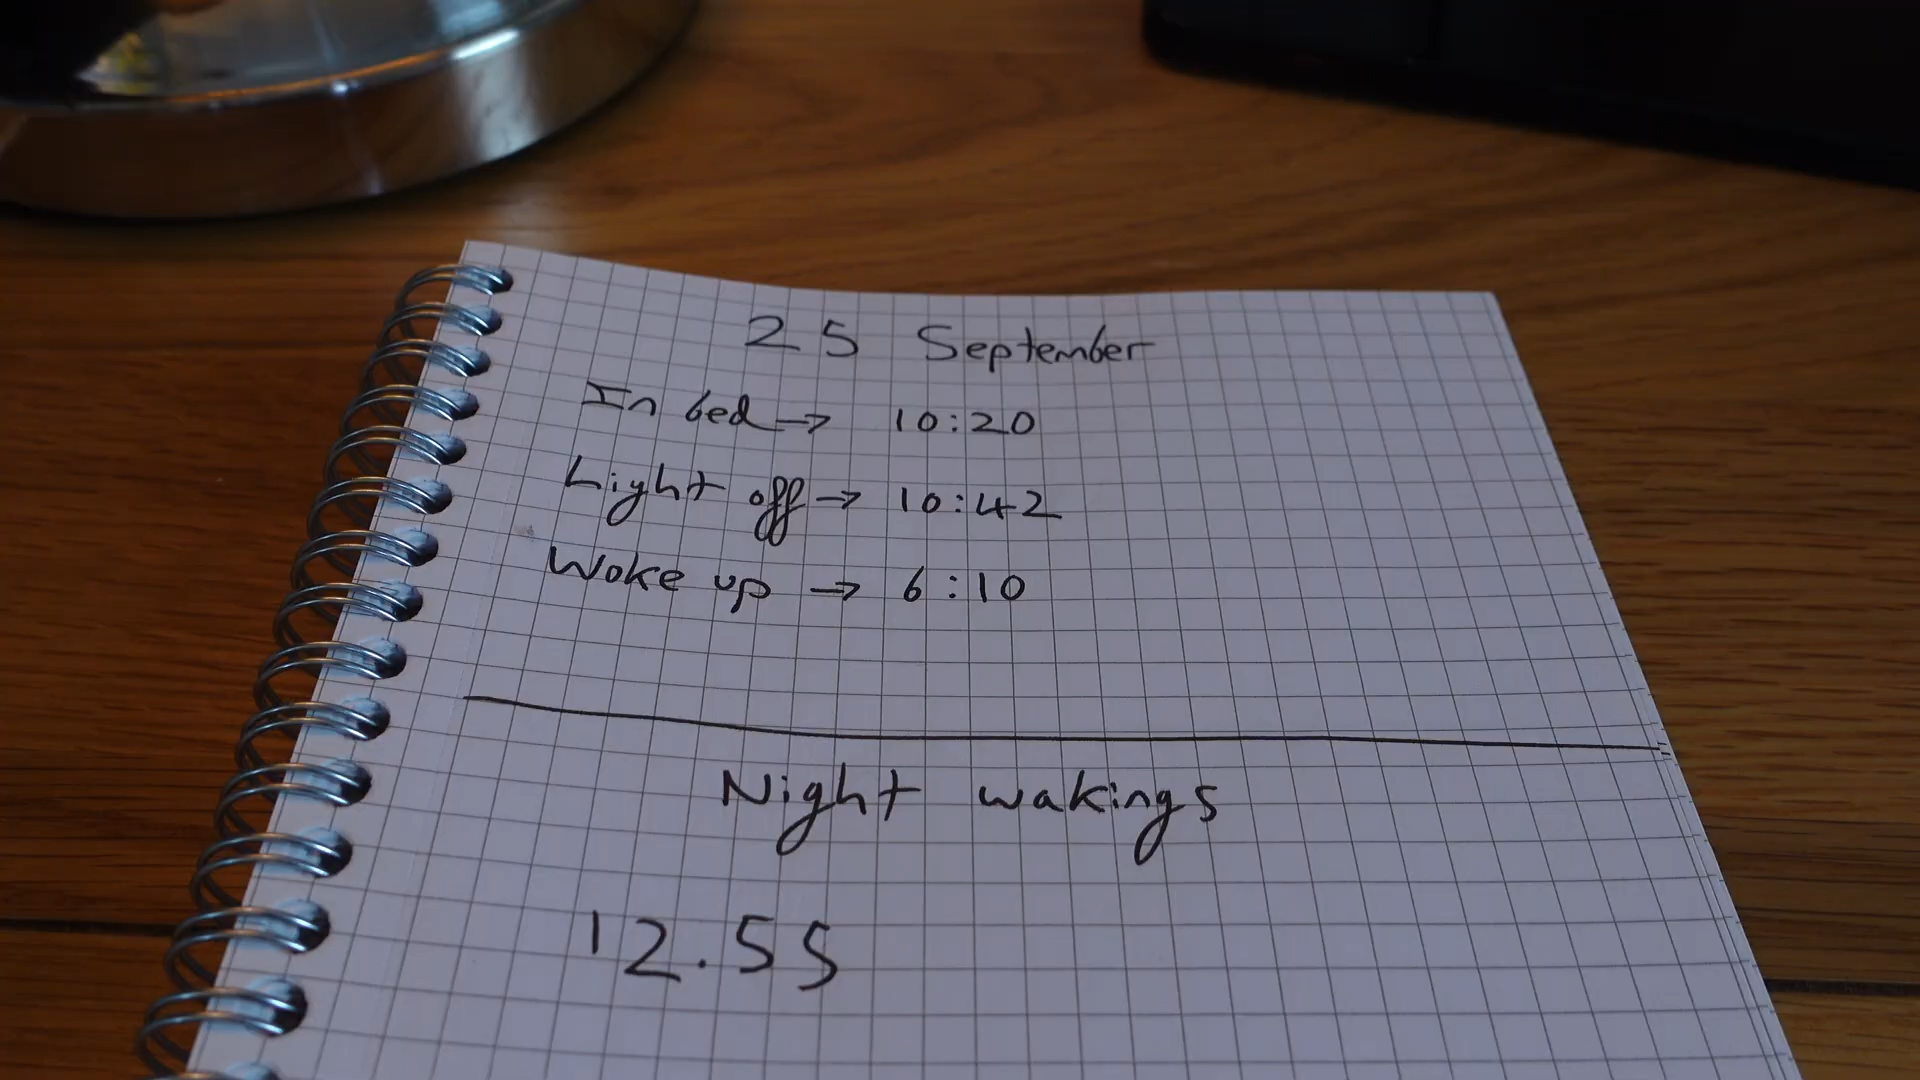 25 September
In bed → 10:20
Light off → 10:42
Woke up → 6:10
Night wakings
12.55